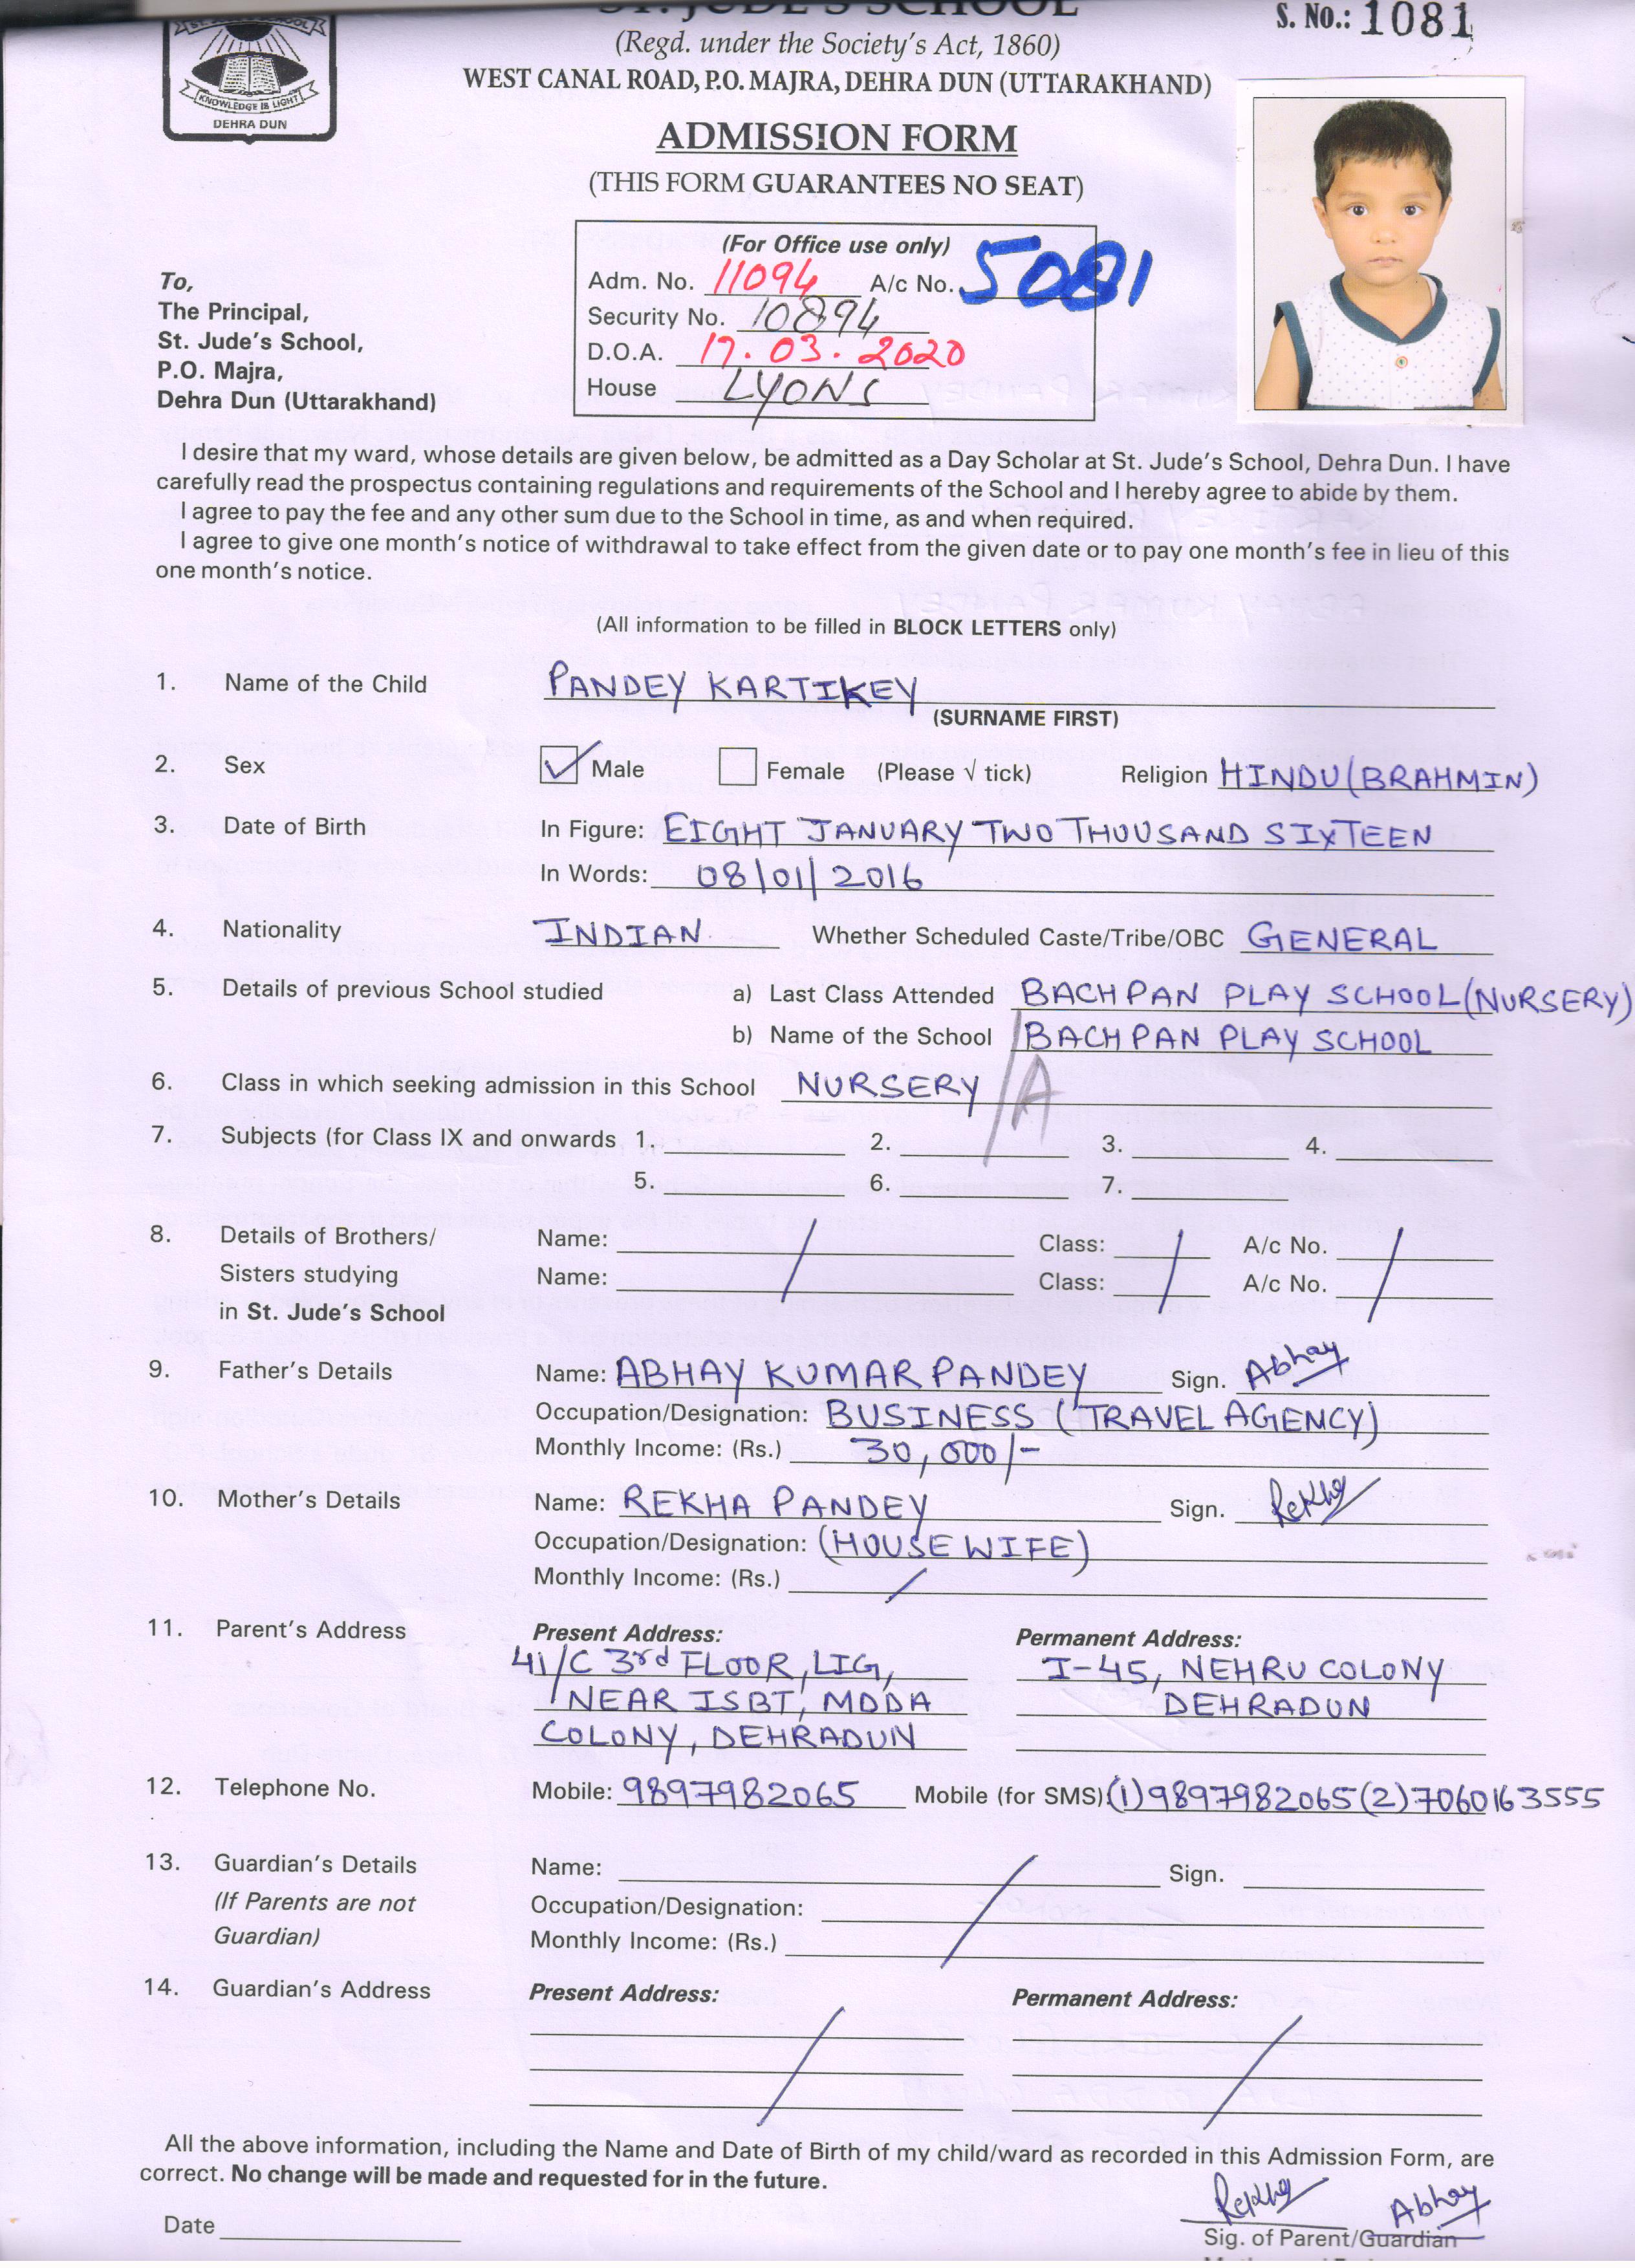 ST. JUDE'S SCHOOL
S. No.: 1081
(Regd. under the Society's Act, 1860)
WEST CANAL ROAD, P.O. MAJRA, DEHRA DUN (UTTARAKHAND)
KNOWLEDGE IS LIGHT
DEHRA DUN
ADMISSION FORM
(THIS FORM GUARANTEES NO SEAT)
(For Office use only)
Adm. No. 11094 A/c No. 5081
Security No. 10894
D.O.A. 17.03.2020
House LYONS
To,
The Principal,
St. Jude's School,
P.O. Majra,
Dehra Dun (Uttarakhand)
I desire that my ward, whose details are given below, be admitted as a Day Scholar at St. Jude's School, Dehra Dun. I have
carefully read the prospectus containing regulations and requirements of the School and I hereby agree to abide by them.
I agree to pay the fee and any other sum due to the School in time, as and when required.
I agree to give one month's notice of withdrawal to take effect from the given date or to pay one month's fee in lieu of this
one month's notice.
(All information to be filled in BLOCK LETTERS only)
1. Name of the Child PANDEY KARTIKEY
(SURNAME FIRST)
2. Sex Male Female (Please √ tick) Religion HINDU (BRAHMIN)
3. Date of Birth In Figure: EIGHT JANUARY TWO THOUSAND SIXTEEN
In Words: 08/01/2016
4. Nationality INDIAN Whether Scheduled Caste/Tribe/OBC GENERAL
5. Details of previous School studied a) Last Class Attended BACHPAN PLAY SCHOOL (NURSERY)
b) Name of the School BACHPAN PLAY SCHOOL
6. Class in which seeking admission in this School NURSERY /A
7. Subjects (for Class IX and onwards 1. 2. 3. 4.
5. 6. 7.
8. Details of Brothers/ Name: Class: A/c No.
Sisters studying Name: Class: A/c No.
in St. Jude's School
9. Father's Details Name: ABHAY KUMAR PANDEY Sign. Abhay
Occupation/Designation: BUSINESS (TRAVEL AGENCY)
Monthly Income: (Rs.) 30,000/-
10. Mother's Details Name: REKHA PANDEY Sign. Rekha
Occupation/Designation: (HOUSE WIFE)
Monthly Income: (Rs.)
11. Parent's Address Present Address: Permanent Address:
41/C 3rd FLOOR, LIG, I-45, NEHRU COLONY
NEAR ISBT, MDDA DEHRADUN
COLONY, DEHRADUN
12. Telephone No. Mobile: 9897982065 Mobile (for SMS) (1) 9897982065 (2) 7060163555
13. Guardian's Details Name: Sign.
(If Parents are not Occupation/Designation:
Guardian) Monthly Income: (Rs.)
14. Guardian's Address Present Address: Permanent Address:
All the above information, including the Name and Date of Birth of my child/ward as recorded in this Admission Form, are
correct. No change will be made and requested for in the future.
Rekha Abhay
Date Sig. of Parent/Guardian